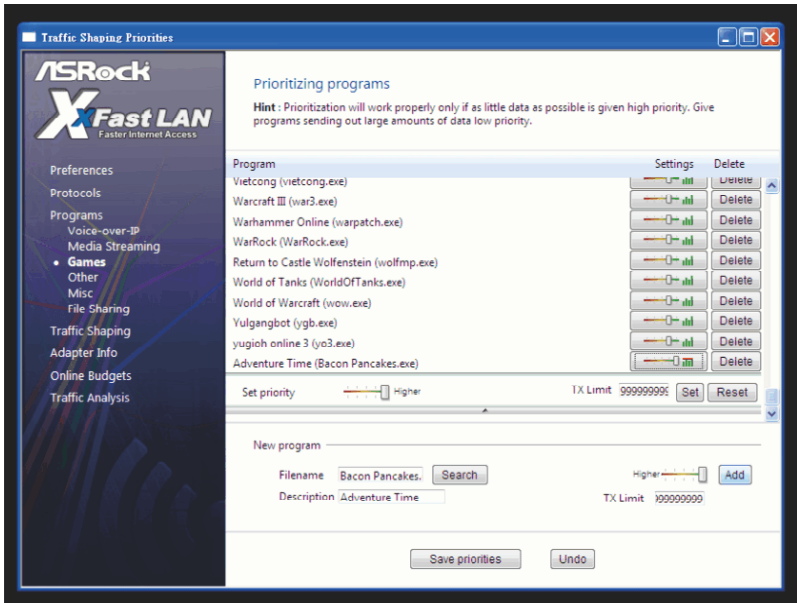 Traffic Shaping Priorities
ASRock
XFast LAN
Faster Internet Access
Preferences
Protocols
Programs
Voice-over-IP
Media Streaming
• Games
Other
Misc
File Sharing
Traffic Shaping
Adapter Info
Online Budgets
Traffic Analysis
Prioritizing programs
Hint : Prioritization will work properly only if as little data as possible is given high priority. Give
programs sending out large amounts of data low priority.
Program Settings Delete
Vietcong (vietcong.exe) Delete
Warcraft III (war3.exe) Delete
Warhammer Online (warpatch.exe) Delete
WarRock (WarRock.exe) Delete
Return to Castle Wolfenstein (wolfmp.exe) Delete
World of Tanks (WorldOfTanks.exe) Delete
World of Warcraft (wow.exe) Delete
Yulgangbot (ygb.exe) Delete
yugioh online 3 (yo3.exe) Delete
Adventure Time (Bacon Pancakes.exe) Delete
Set priority Higher TX Limit 999999999 Set Reset
New program
Filename Bacon Pancakes. Search Higher Add
Description Adventure Time TX Limit 999999999
Save priorities Undo